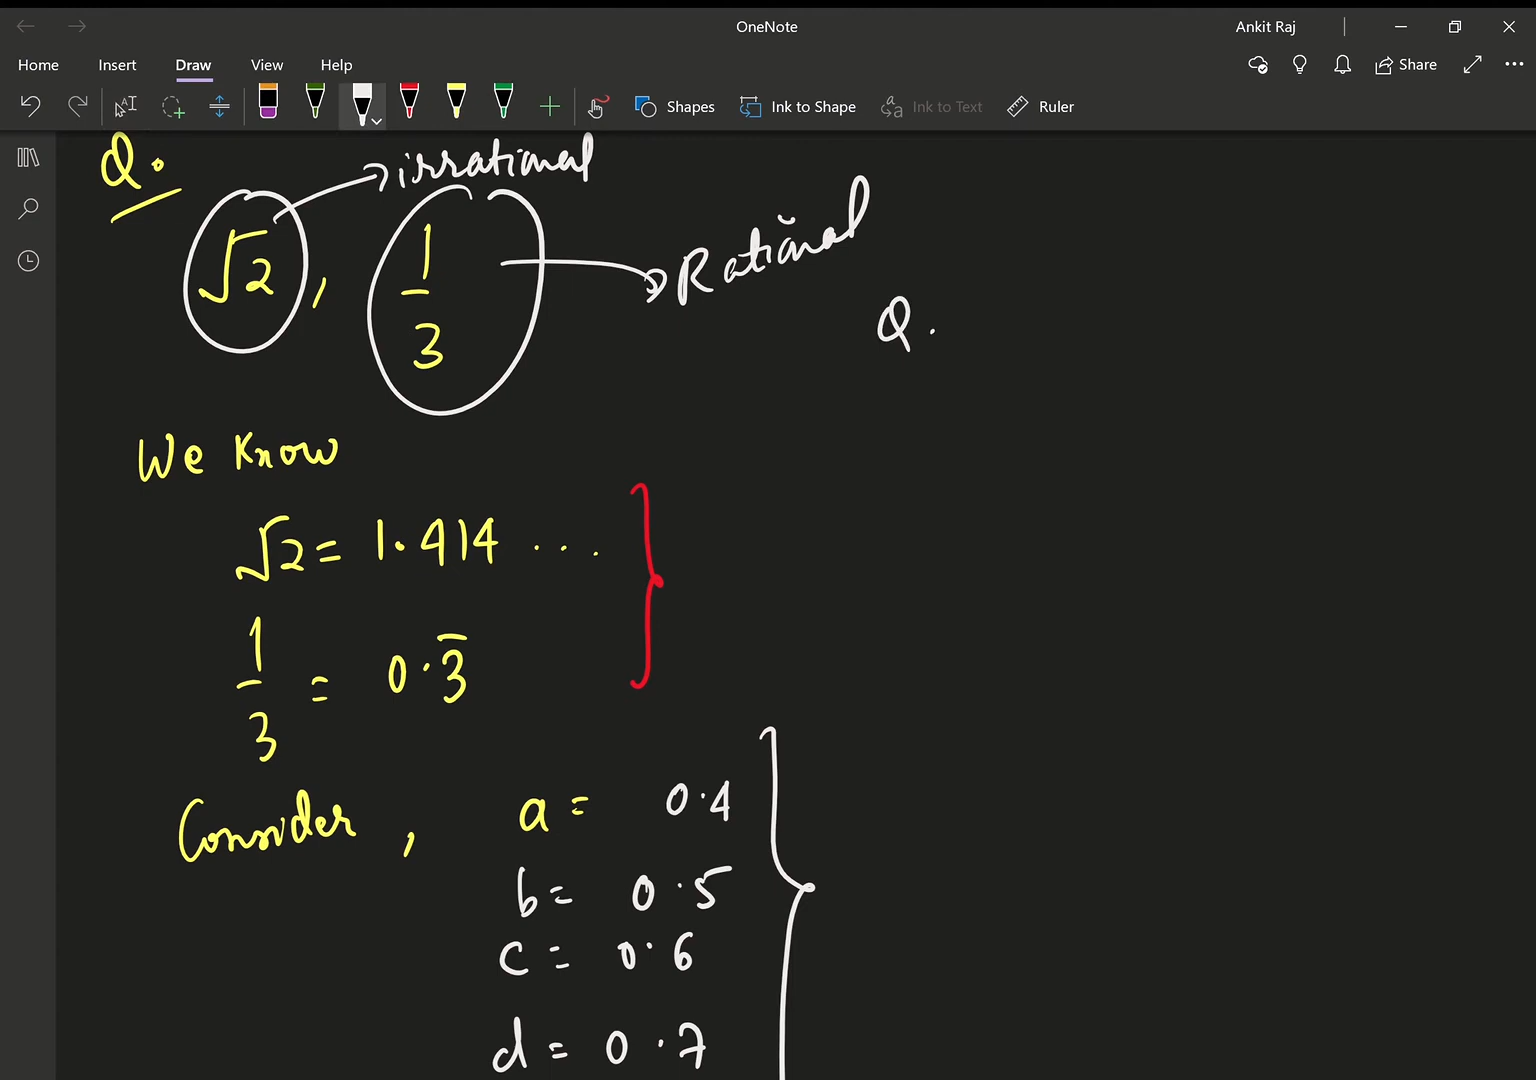 OneNote
Ankit Raj
Home Insert Draw View Help
Share
Shapes Ink to Shape Ink to Text Ruler
Q.
irrational
√2 , 1/3
Rational
Q.
We Know
√2 = 1.414 ...
1/3 = 0.3̅
Consider , a = 0.4
b = 0.5
c = 0.6
d = 0.7